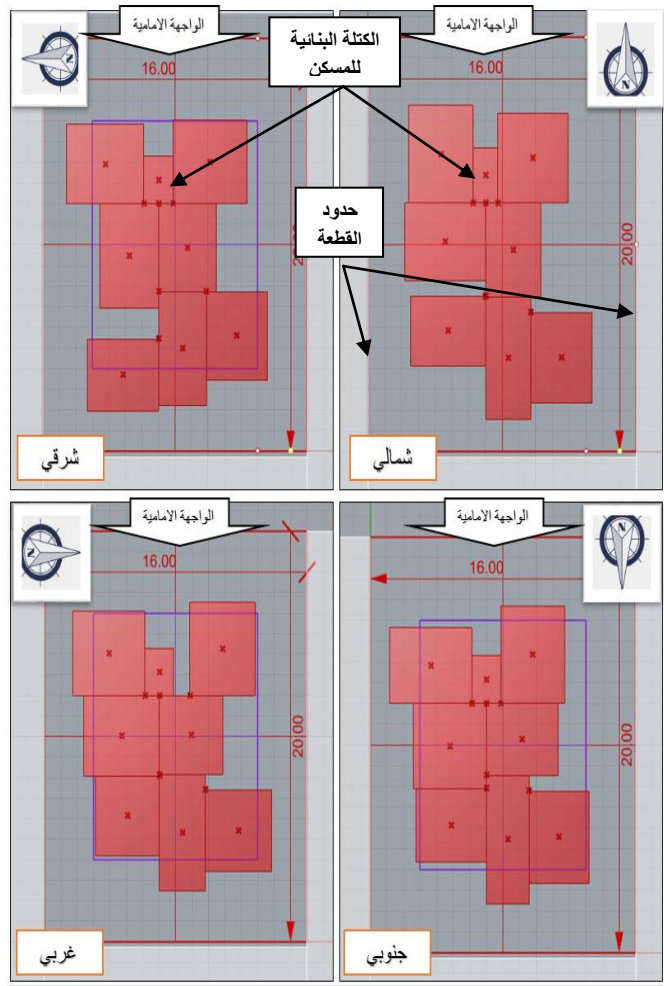 الواجهة الامامية
الكتلة البنائية
للمسكن
الواجهة الامامية
N
16.00
16.00
N
حدود
القطعة
20.00
20.00
شرقي
شمالي
الواجهة الامامية
الواجهة الامامية
N
16.00
16.00
N
20.00
20.00
غربي
جنوبي